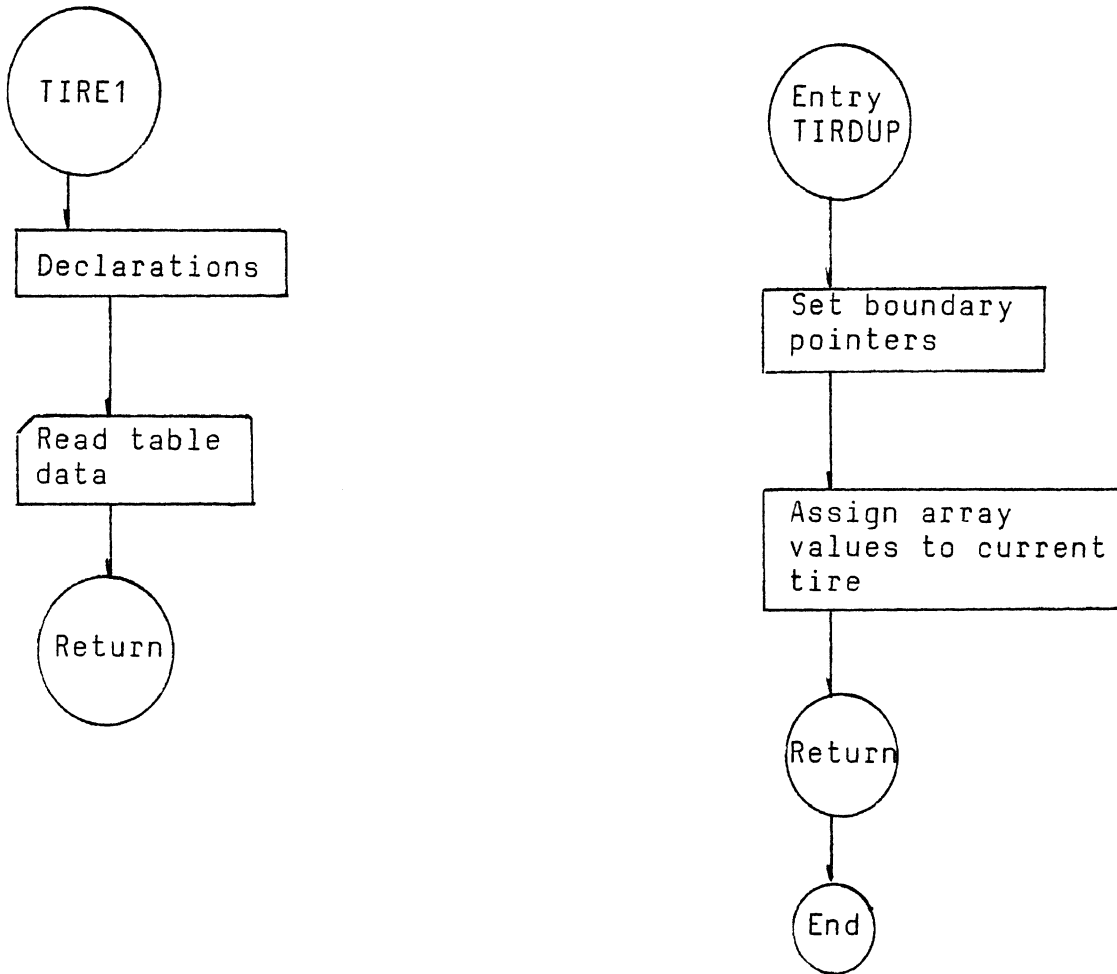 TIRE1
Declarations
Read table
data
Return
Entry
TIRDUP
Set boundary
pointers
Assign array
values to current
tire
Return
End